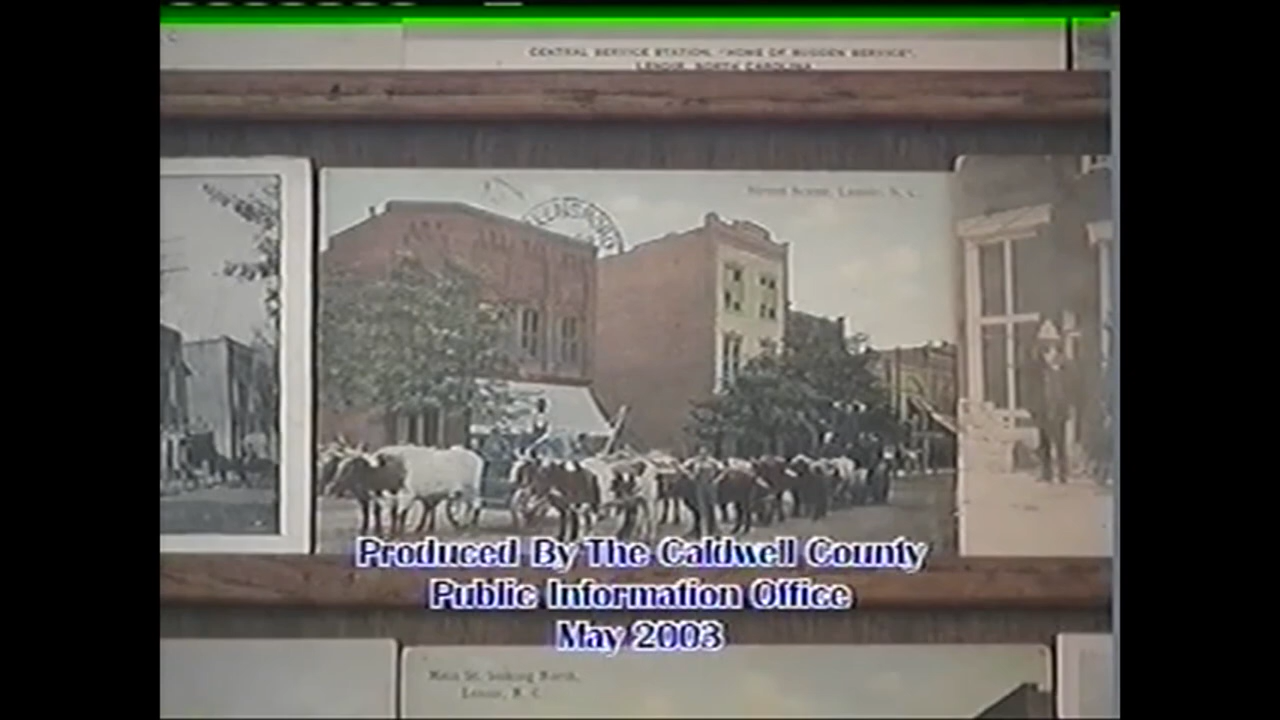 CENTRAL SERVICE STATION, "HOME OF SUDDEN SERVICE".
LENOIR, NORTH CAROLINA
Street Scene, Lenoir, N. C.
Produced By The Caldwell County
Public Information Office
May 2003
Main St. looking North,
Lenoir, N. C.